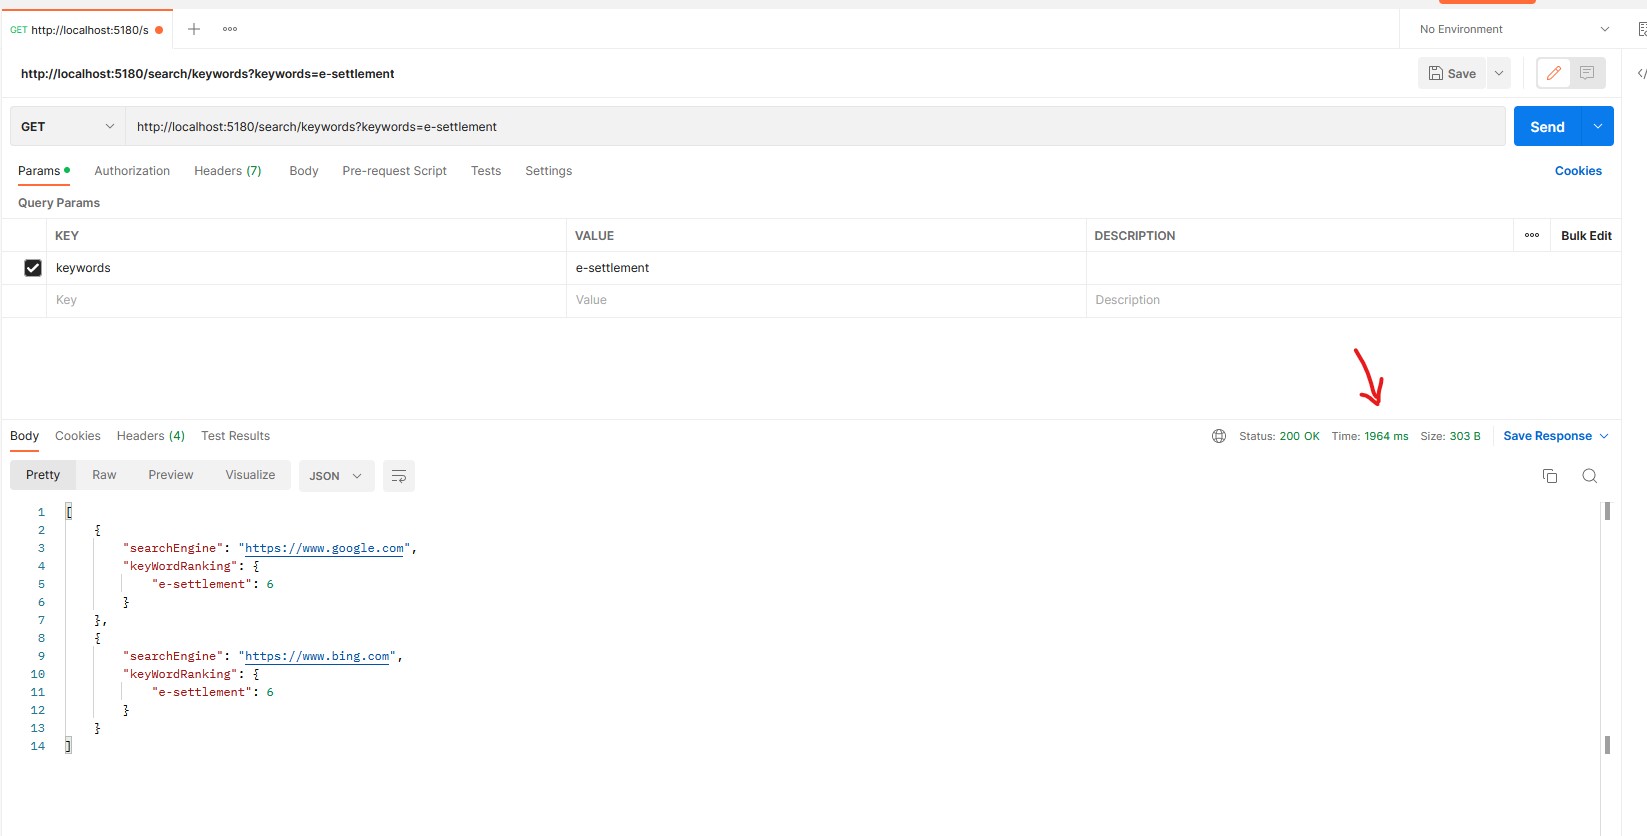 GET http://localhost:5180/s
No Environment
http://localhost:5180/search/keywords?keywords=e-settlement
Save
GET http://localhost:5180/search/keywords?keywords=e-settlement Send
Params Authorization Headers (7) Body Pre-request Script Tests Settings Cookies
Query Params
KEY VALUE DESCRIPTION Bulk Edit
keywords e-settlement
Key Value Description
Body Cookies Headers (4) Test Results Status: 200 OK Time: 1964 ms Size: 303 B Save Response
Pretty Raw Preview Visualize JSON
1 [
2 {
3 "searchEngine": "https://www.google.com",
4 "keyWordRanking": {
5 "e-settlement": 6
6 }
7 },
8 {
9 "searchEngine": "https://www.bing.com",
10 "keyWordRanking": {
11 "e-settlement": 6
12 }
13 }
14 ]